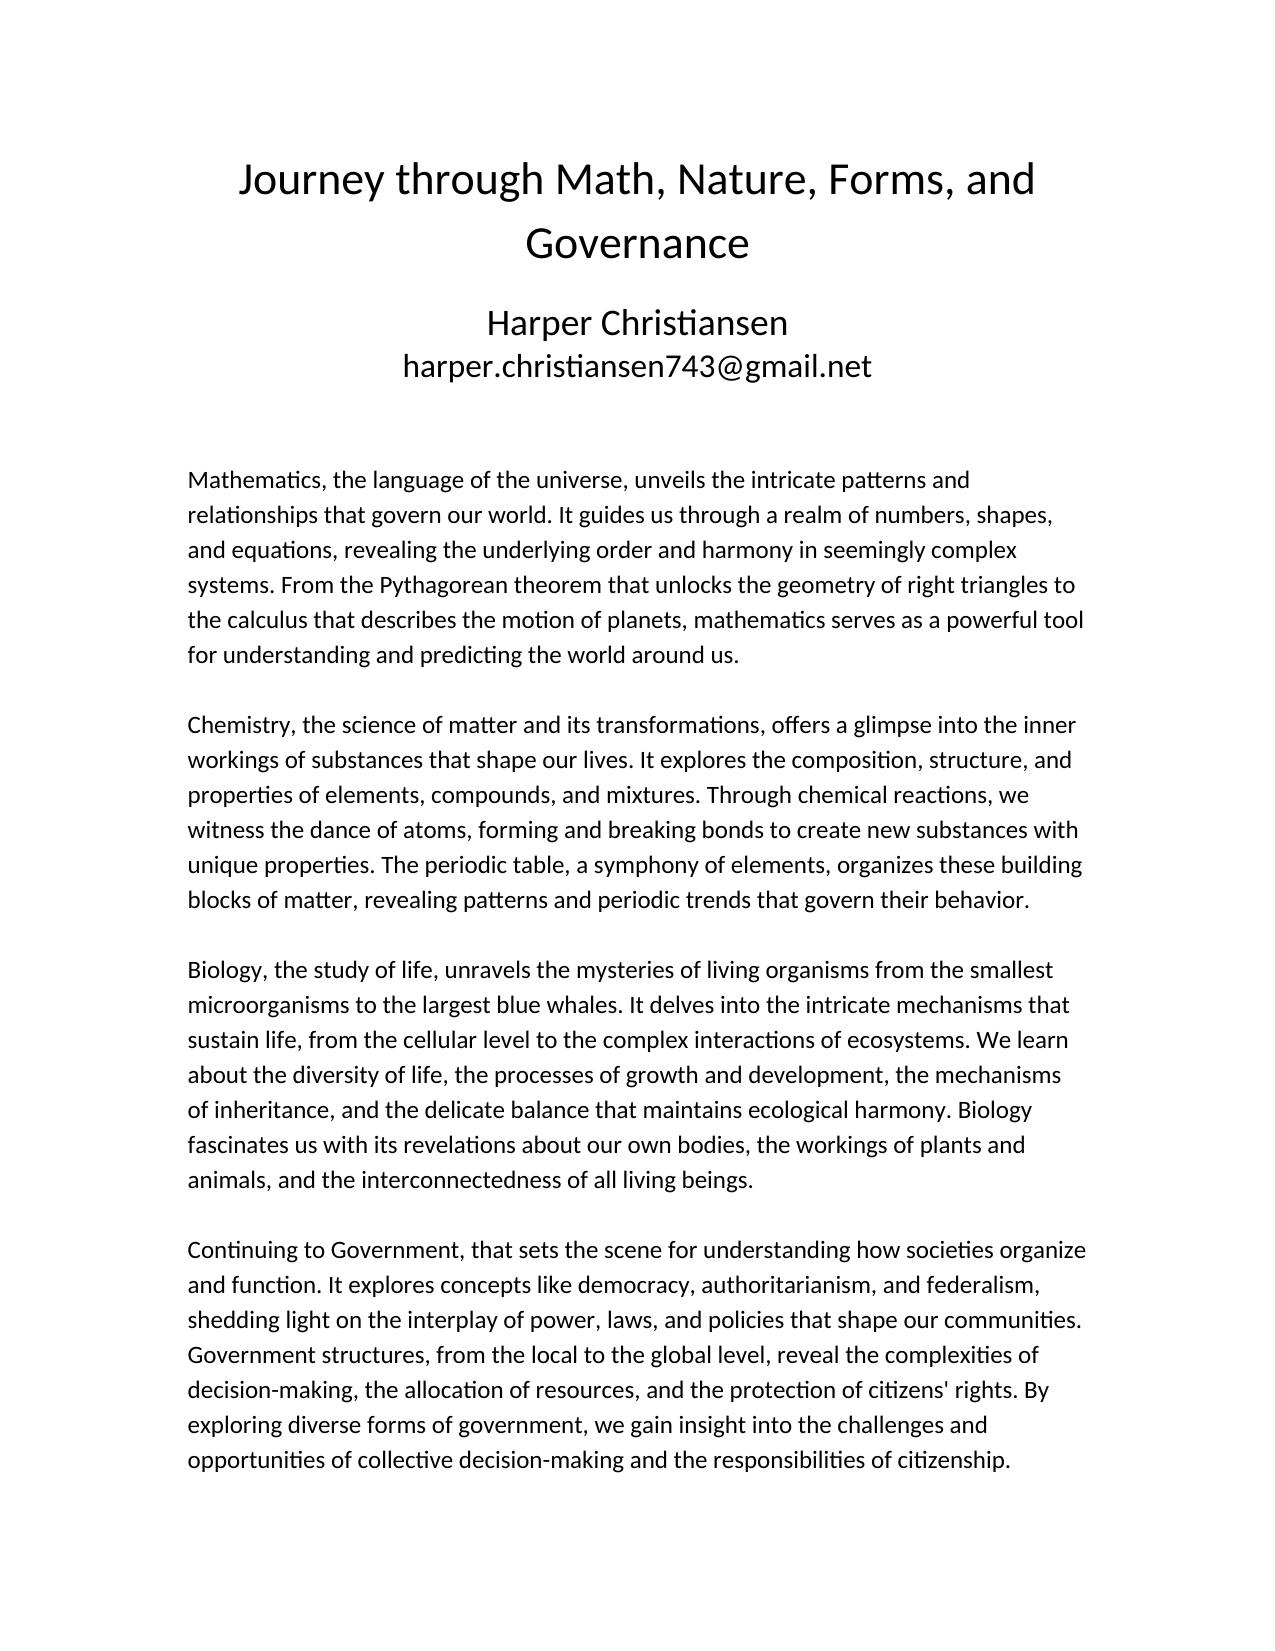 Journey through Math, Nature, Forms, and
Governance
Harper Christiansen
harper.christiansen743@gmail.net
Mathematics, the language of the universe, unveils the intricate patterns and
relationships that govern our world. It guides us through a realm of numbers, shapes,
and equations, revealing the underlying order and harmony in seemingly complex
systems. From the Pythagorean theorem that unlocks the geometry of right triangles to
the calculus that describes the motion of planets, mathematics serves as a powerful tool
for understanding and predicting the world around us.
Chemistry, the science of matter and its transformations, offers a glimpse into the inner
workings of substances that shape our lives. It explores the composition, structure, and
properties of elements, compounds, and mixtures. Through chemical reactions, we
witness the dance of atoms, forming and breaking bonds to create new substances with
unique properties. The periodic table, a symphony of elements, organizes these building
blocks of matter, revealing patterns and periodic trends that govern their behavior.
Biology, the study of life, unravels the mysteries of living organisms from the smallest
microorganisms to the largest blue whales. It delves into the intricate mechanisms that
sustain life, from the cellular level to the complex interactions of ecosystems. We learn
about the diversity of life, the processes of growth and development, the mechanisms
of inheritance, and the delicate balance that maintains ecological harmony. Biology
fascinates us with its revelations about our own bodies, the workings of plants and
animals, and the interconnectedness of all living beings.
Continuing to Government, that sets the scene for understanding how societies organize
and function. It explores concepts like democracy, authoritarianism, and federalism,
shedding light on the interplay of power, laws, and policies that shape our communities.
Government structures, from the local to the global level, reveal the complexities of
decision-making, the allocation of resources, and the protection of citizens' rights. By
exploring diverse forms of government, we gain insight into the challenges and
opportunities of collective decision-making and the responsibilities of citizenship.